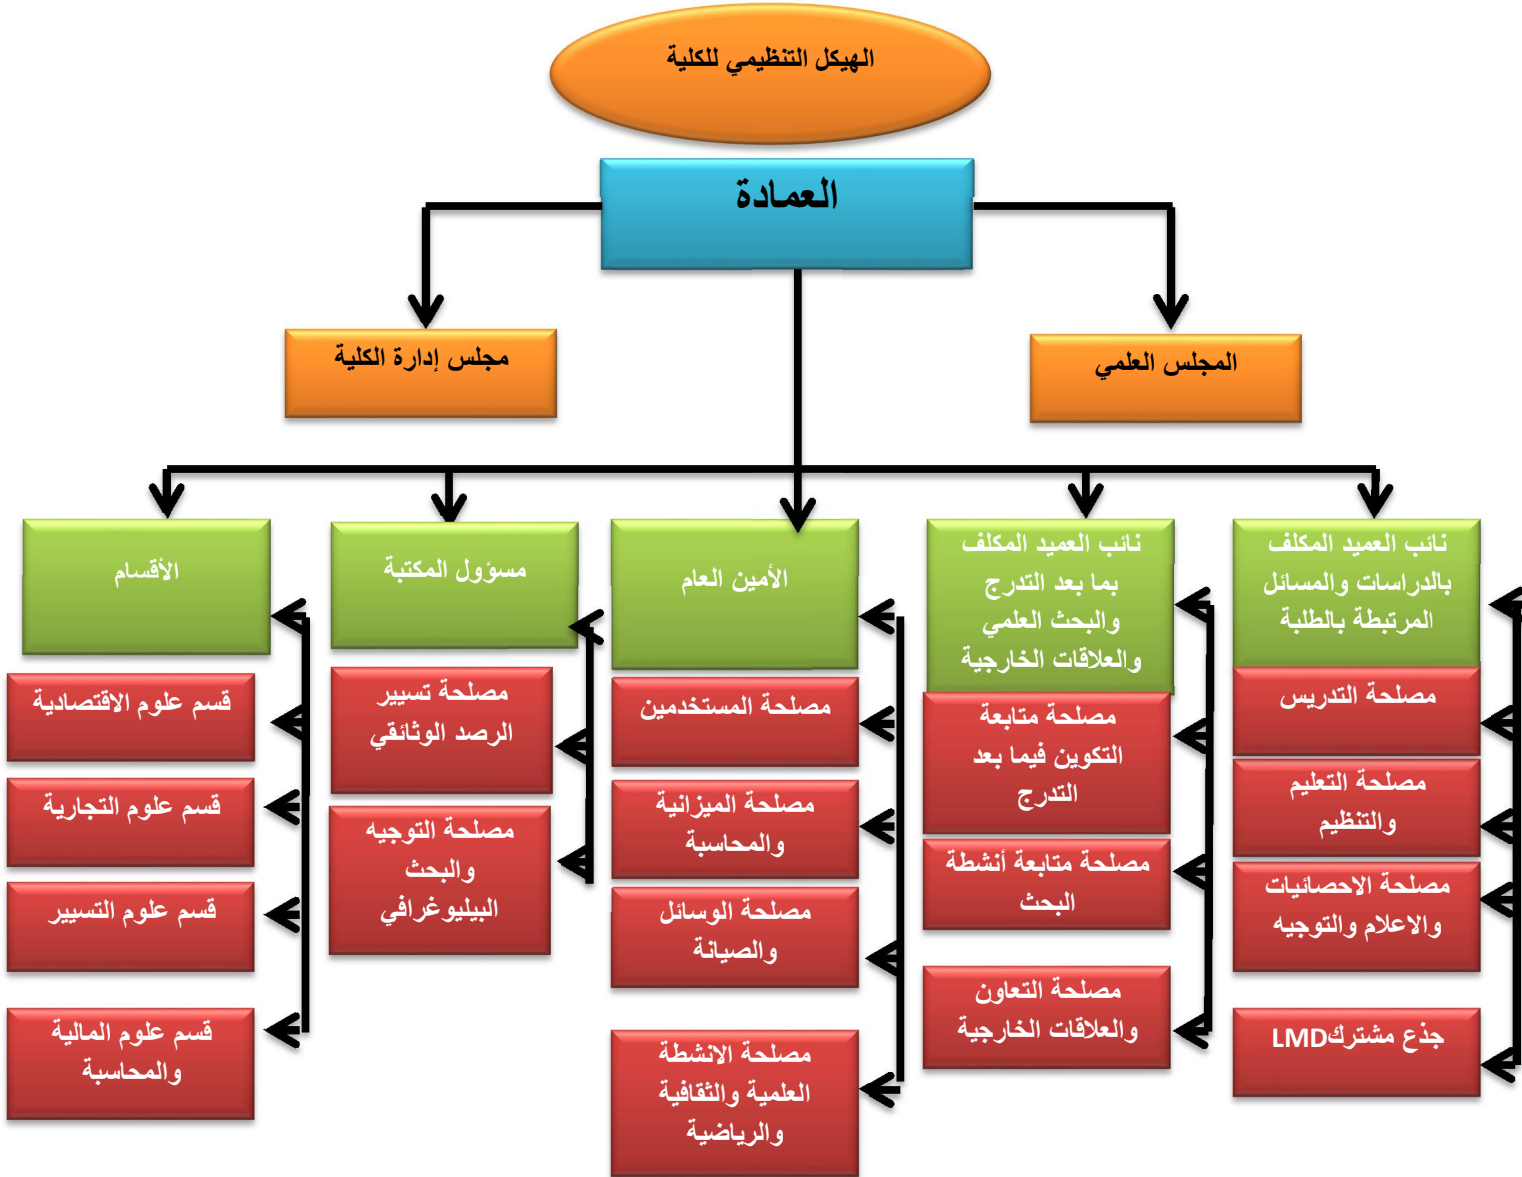 الهيكل التنظيمي للكلية
العمادة
المجلس العلمي
مجلس إدارة الكلية
نائب العميد المكلف
بالدراسات والمسائل
المرتبطة بالطلبة
مصلحة التدريس
مصلحة التعليم
والتنظيم
مصلحة الاحصائيات
والاعلام والتوجيه
جذع مشتركLMD
نائب العميد المكلف
بما بعد التدرج
والبحث العلمي
والعلاقات الخارجية
مصلحة متابعة
التكوين فيما بعد
التدرج
مصلحة متابعة أنشطة
البحث
مصلحة التعاون
والعلاقات الخارجية
الأمين العام
مصلحة المستخدمين
مصلحة الميزانية
والمحاسبة
مصلحة الوسائل
والصيانة
مصلحة الانشطة
العلمية والثقافية
والرياضية
مسؤول المكتبة
مصلحة تسيير
الرصد الوثائقي
مصلحة التوجيه
والبحث
البيليوغرافي
الأقسام
قسم علوم الاقتصادية
قسم علوم التجارية
قسم علوم التسيير
قسم علوم المالية
والمحاسبة